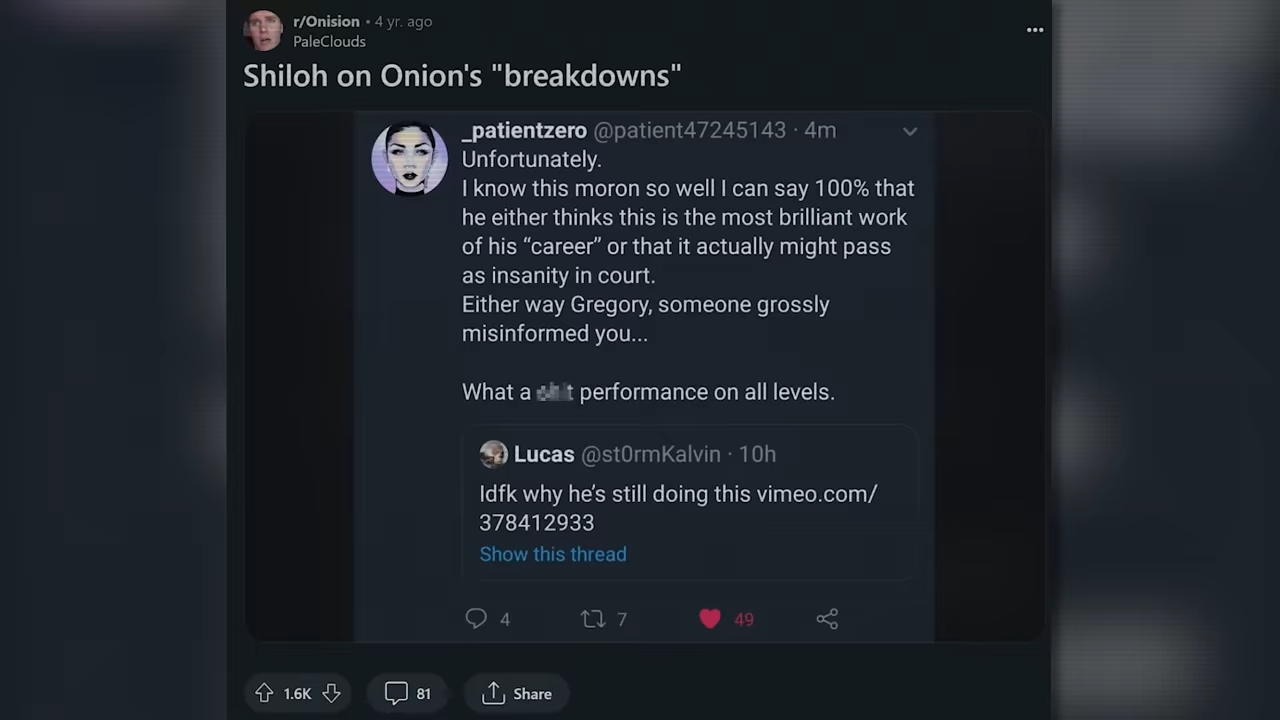 r/Onision • 4 yr. ago
PaleClouds
Shiloh on Onion's "breakdowns"
_patientzero @patient47245143 · 4m
Unfortunately.
I know this moron so well I can say 100% that
he either thinks this is the most brilliant work
of his “career” or that it actually might pass
as insanity in court.
Either way Gregory, someone grossly
misinformed you...
What a performance on all levels.
Lucas @st0rmKalvin · 10h
Idfk why he’s still doing this vimeo.com/
378412933
Show this thread
4 7 49
1.6K 81 Share